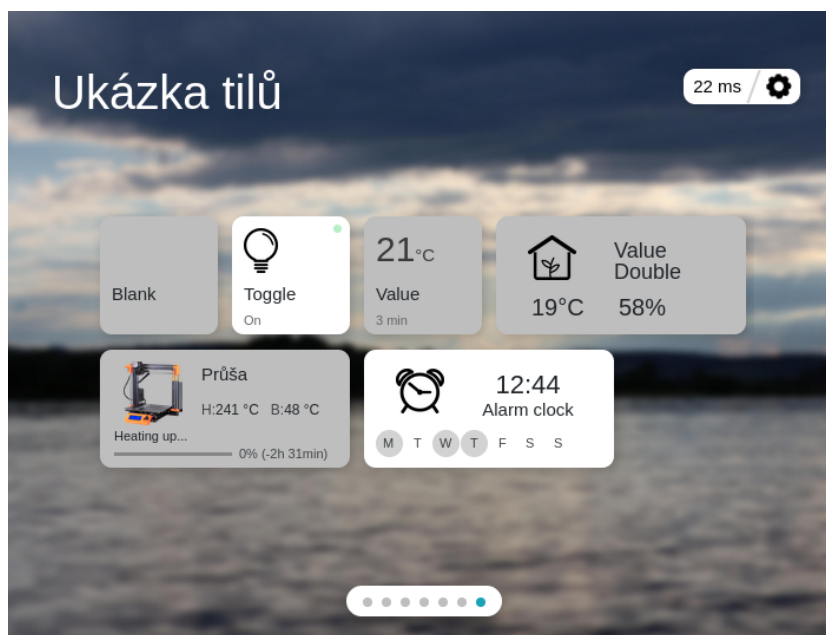 Ukázka tilů
22 ms
Blank
Toggle
On
21°C
Value
3 min
Value
Double
19°C 58%
Průša
H:241 °C B:48 °C
Heating up...
0% (-2h 31min)
12:44
Alarm clock
M T W T F S S